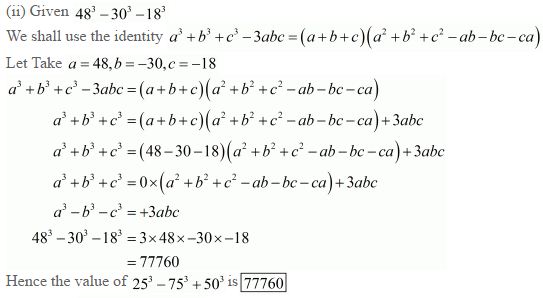 (ii) Given 48³ − 30³ − 18³
We shall use the identity a³ + b³ + c³ − 3abc = (a + b + c)(a² + b² + c² − ab − bc − ca)
Let Take a = 48, b = −30, c = −18
a³ + b³ + c³ − 3abc = (a + b + c)(a² + b² + c² − ab − bc − ca)
a³ + b³ + c³ = (a + b + c)(a² + b² + c² − ab − bc − ca) + 3abc
a³ + b³ + c³ = (48 − 30 − 18)(a² + b² + c² − ab − bc − ca) + 3abc
a³ + b³ + c³ = 0 × (a² + b² + c² − ab − bc − ca) + 3abc
a³ − b³ − c³ = +3abc
48³ − 30³ − 18³ = 3 × 48 × −30 × −18
= 77760
Hence the value of 25³ − 75³ + 50³ is 77760